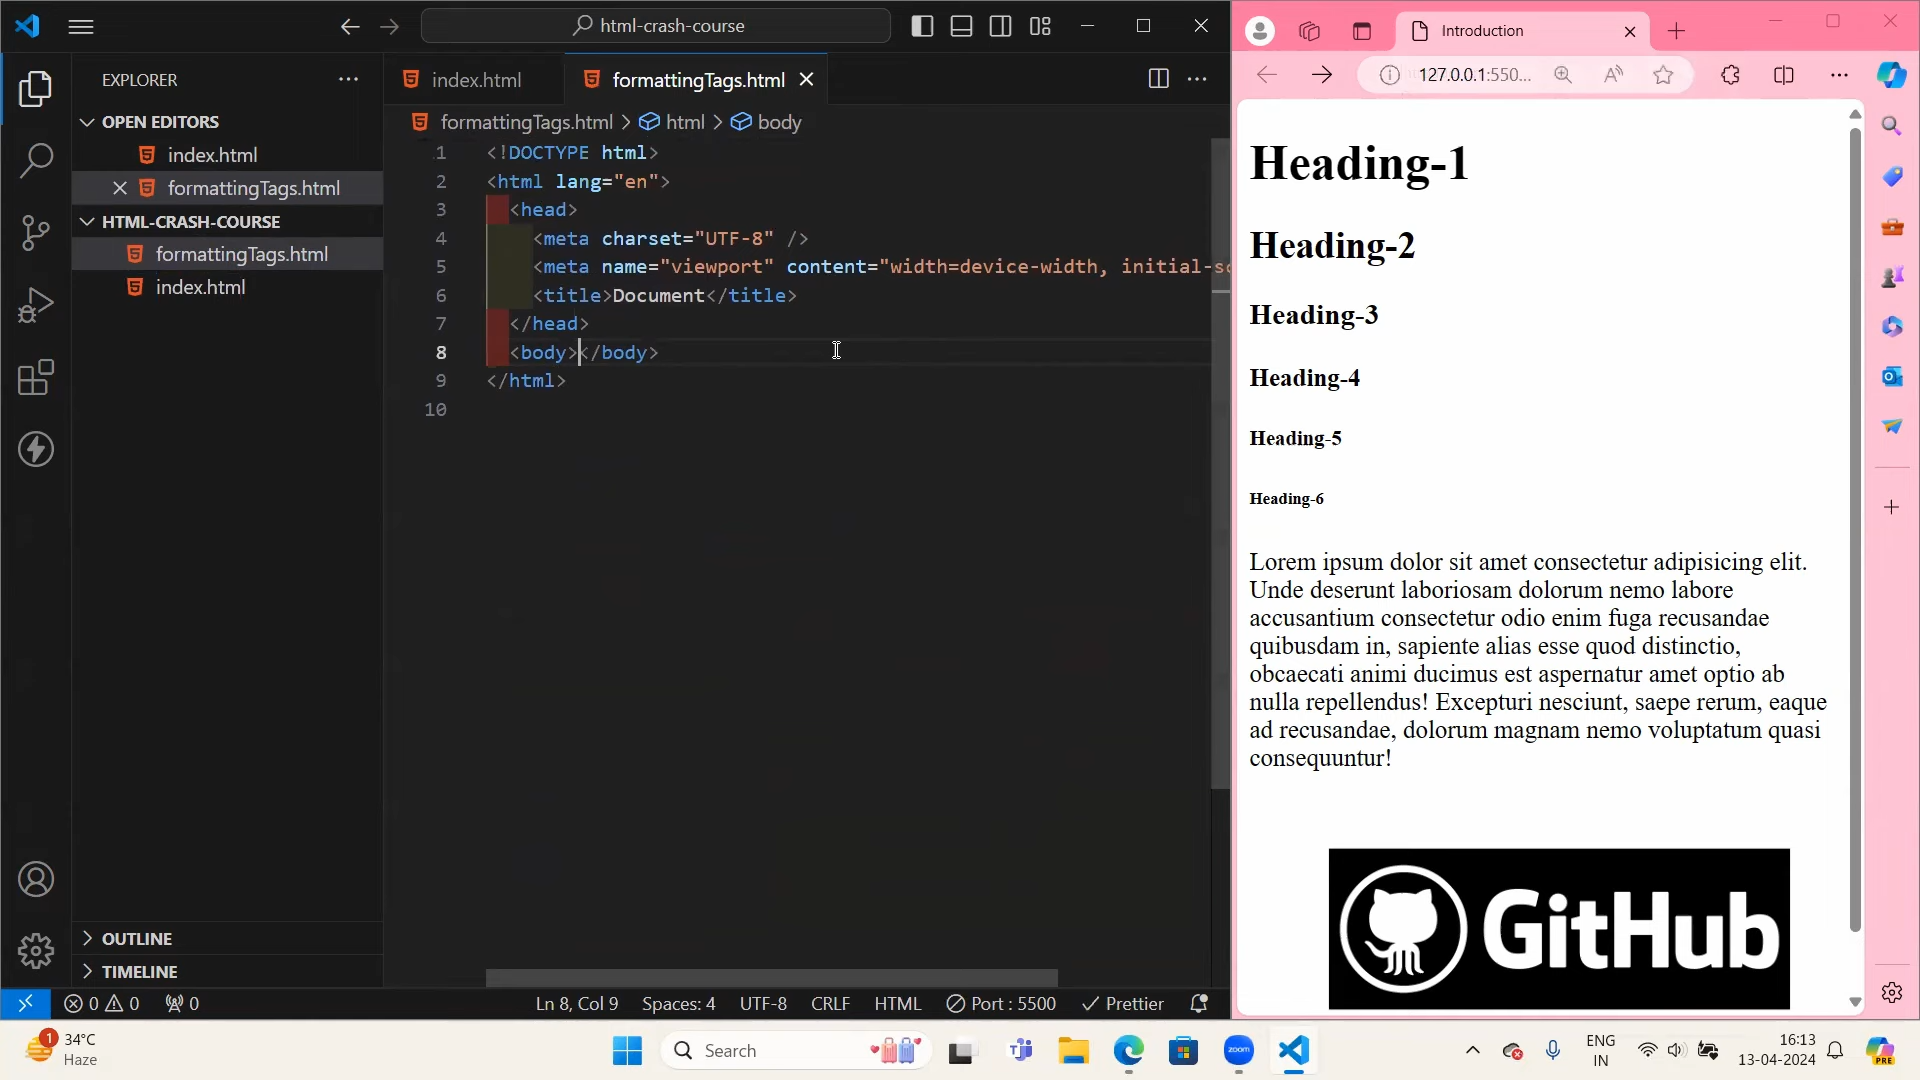 html-crash-course
EXPLORER
OPEN EDITORS
index.html
formattingTags.html
HTML-CRASH-COURSE
formattingTags.html
index.html
OUTLINE
TIMELINE
index.html
formattingTags.html
formattingTags.html > html > body
1 <!DOCTYPE html>
2 <html lang="en">
3 <head>
4 <meta charset="UTF-8" />
5 <meta name="viewport" content="width=device-width, initial-sc
6 <title>Document</title>
7 </head>
8 <body></body>
9 </html>
10
0 0 0
Ln 8, Col 9 Spaces: 4 UTF-8 CRLF HTML Port : 5500 Prettier
Introduction
127.0.0.1:550...
Heading-1
Heading-2
Heading-3
Heading-4
Heading-5
Heading-6
Lorem ipsum dolor sit amet consectetur adipisicing elit.
Unde deserunt laboriosam dolorum nemo labore
accusantium consectetur odio enim fuga recusandae
quibusdam in, sapiente alias esse quod distinctio,
obcaecati animi ducimus est aspernatur amet optio ab
nulla repellendus! Excepturi nesciunt, saepe rerum, eaque
ad recusandae, dolorum magnam nemo voluptatum quasi
consequuntur!
GitHub
1
34°C
Haze
Search
zoom
ENG
IN
16:13
13-04-2024
PRE